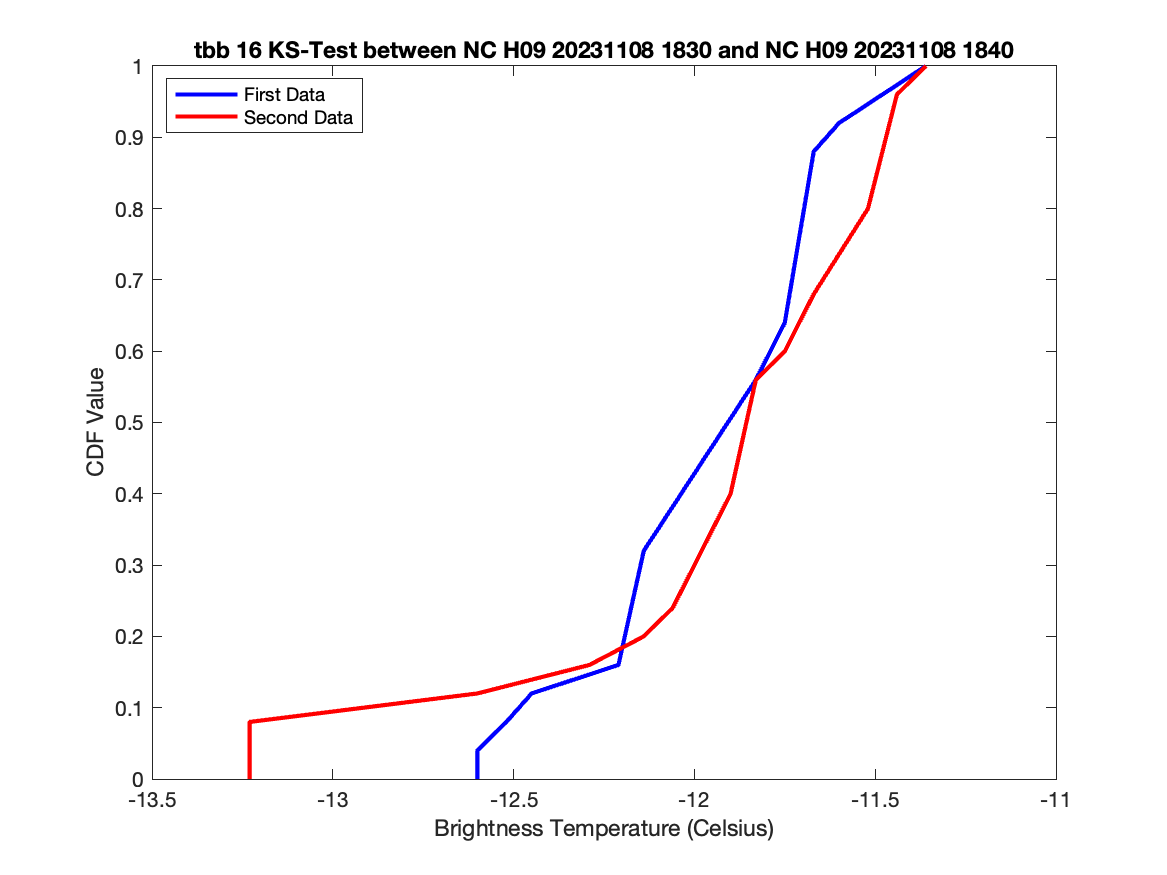 tbb 16 KS-Test between NC H09 20231108 1830 and NC H09 20231108 1840
First Data
Second Data
1
0.9
0.8
0.7
0.6
0.5
0.4
0.3
0.2
0.1
0
CDF Value
-13.5 -13 -12.5 -12 -11.5 -11
Brightness Temperature (Celsius)